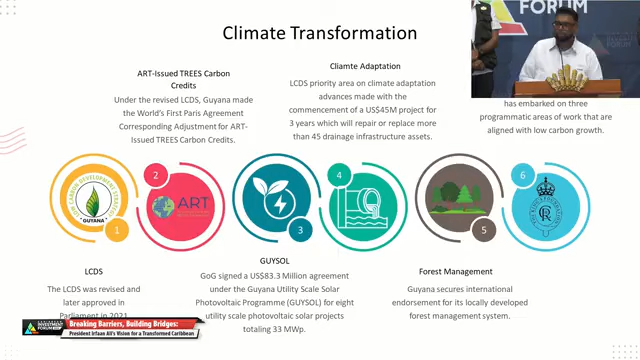 FORUM
Climate Transformation
ART-Issued TREES Carbon
Credits
Under the revised LCDS, Guyana made
the World's First Paris Agreement
Corresponding Adjustment for ART-
Issued TREES Carbon Credits.
Cliamte Adaptation
LCDS priority area on climate adaptation
advances made with the
commencement of a US$45M project for
3 years which will repair or replace more
than 45 drainage infrastructure assets.
has embarked on three
programmatic areas of work that are
aligned with low carbon growth.
LOW CARBON DEVELOPMENT STRATEGY
GUYANA
1
2
ART
3
4
5
6
LCDS
The LCDS was revised and
later approved in
Parliament in 2021
GUYSOL
GoG signed a US$83.3 Million agreement
under the Guyana Utility Scale Solar
Photovoltaic Programme (GUYSOL) for eight
utility scale photovoltaic solar projects
totaling 33 MWp.
Forest Management
Guyana secures international
endorsement for its locally developed
forest management system.
INVESTMENT
FORUM
Breaking Barriers, Building Bridges:
President Irfaan Ali's Vision for a Transformed Caribbean